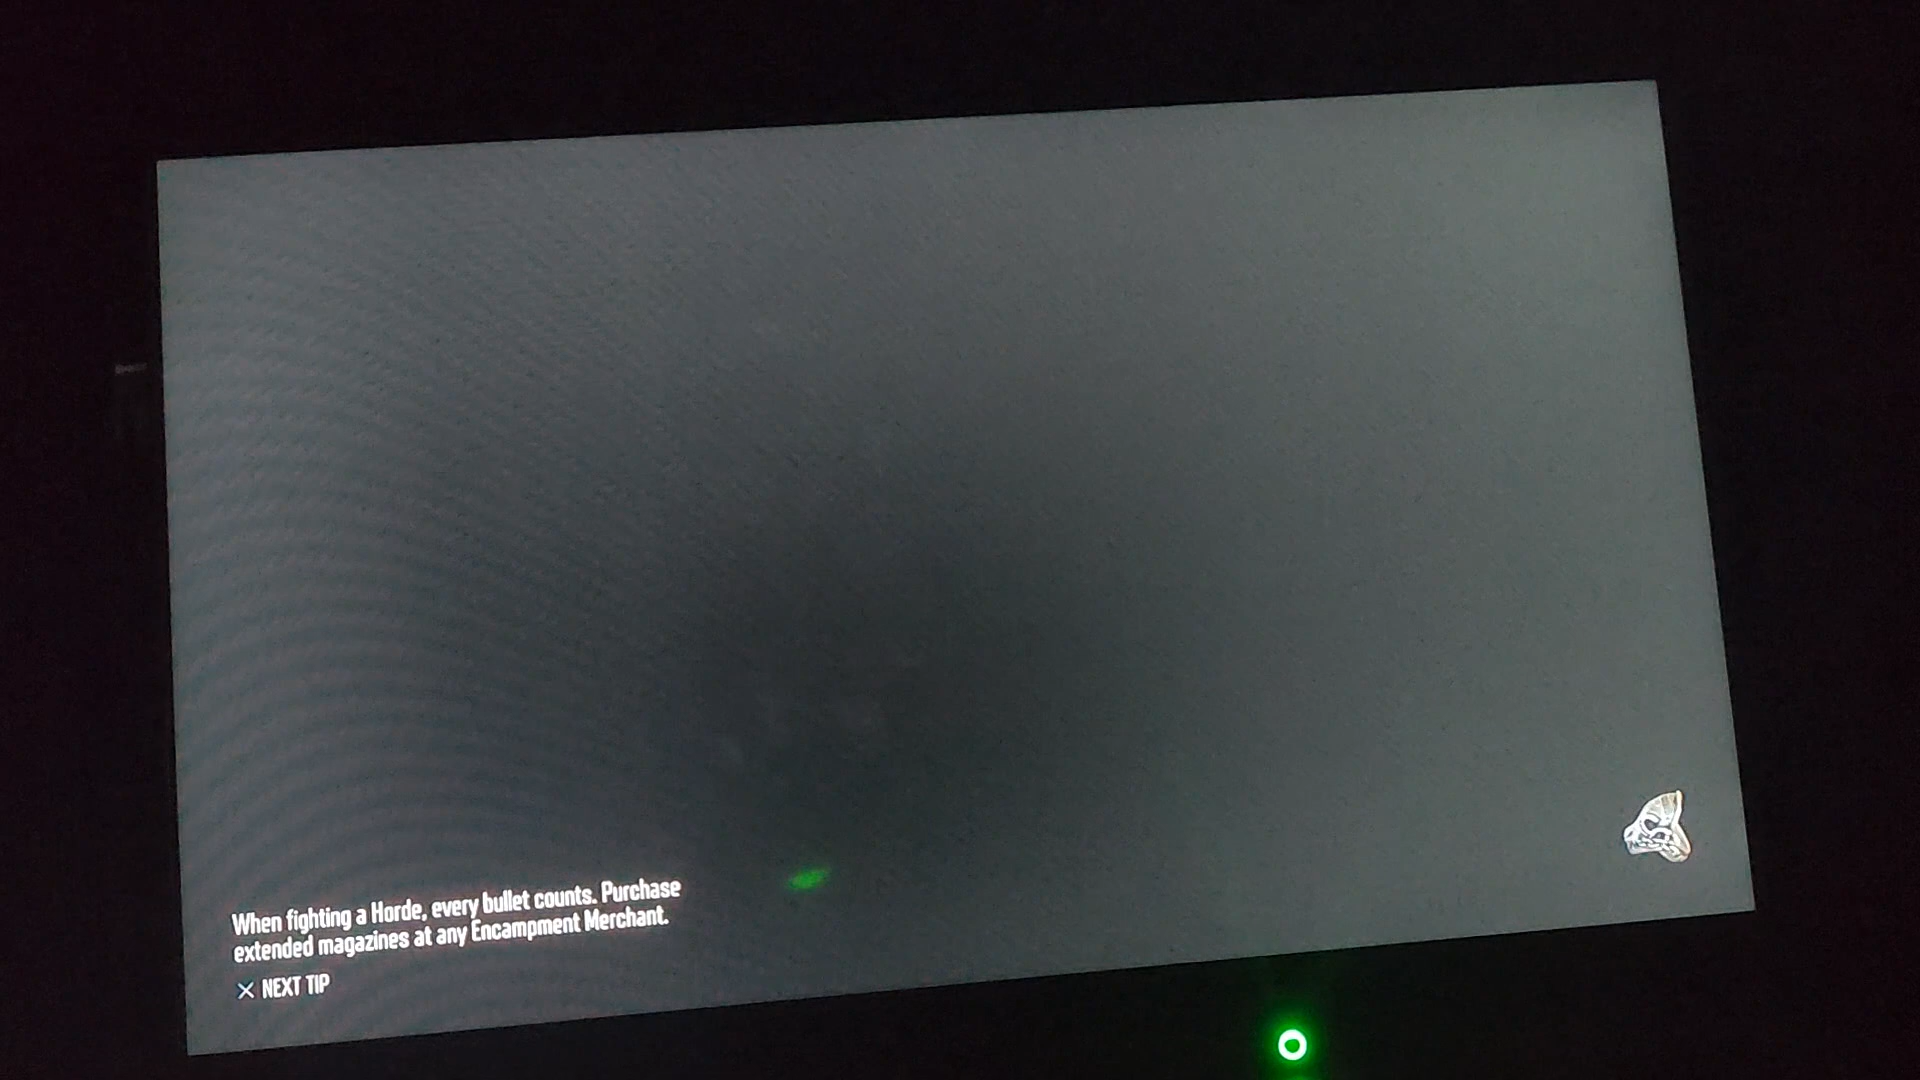 When fighting a Horde, every bullet counts. Purchase
extended magazines at any Encampment Merchant.
NEXT TIP